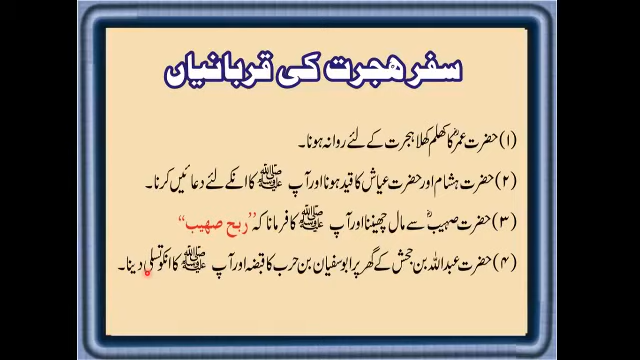 سفر ہجرت کی قربانیاں
(۱) حضرت عمرؓ کا کھلم کھلا ہجرت کے لئے روانہ ہونا۔
(۲) حضرت ہشام اور حضرت عیاش کا قید ہونا اور آپ ﷺ کا انکے لئے دعائیں کرنا۔
(۳) حضرت صہیبؓ سے مال چھیننا اور آپ ﷺ کا فرمانا کہ ”ربح صهيب“
(۴) حضرت عبداللہ بن جحش کے گھر پر ابوسفیان بن حرب کا قبضہ اور آپ ﷺ کا انکو تسلی دینا۔